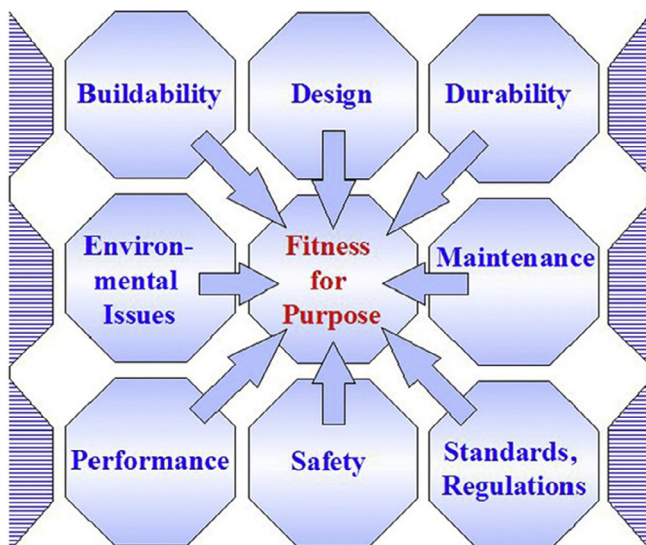 Buildability
Design
Durability
Environ-
mental
Issues
Fitness
for
Purpose
Maintenance
Performance
Safety
Standards,
Regulations